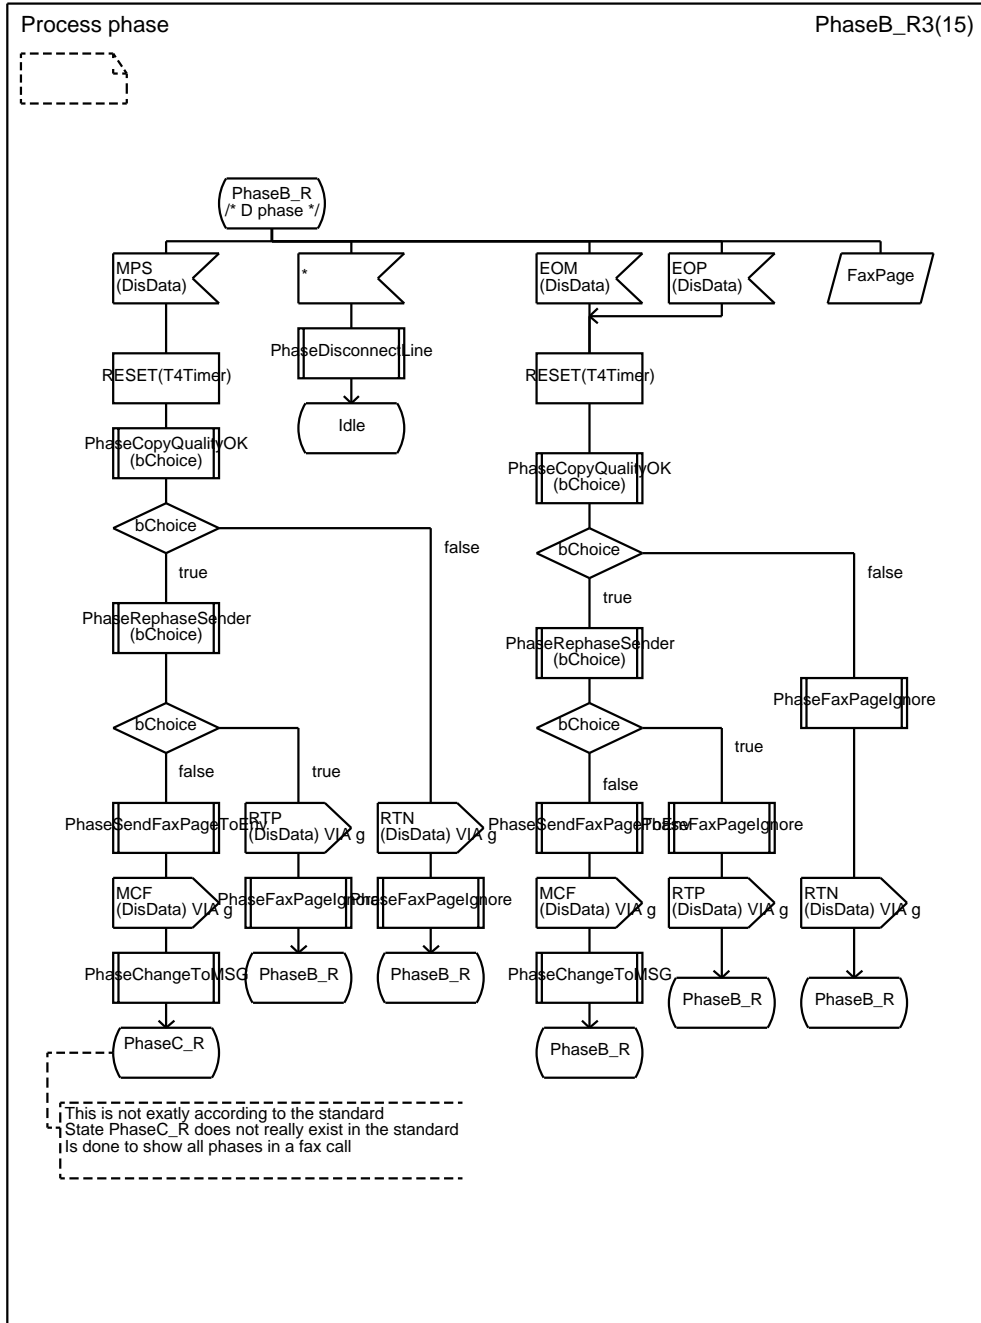 Process phase
PhaseB_R3(15)
PhaseB_R
/* D phase */
MPS
(DisData)
*
EOM
(DisData)
EOP
(DisData)
FaxPage
PhaseDisconnectLine
RESET(T4Timer)
RESET(T4Timer)
Idle
PhaseCopyQualityOK
(bChoice)
PhaseCopyQualityOK
(bChoice)
bChoice
false
bChoice
true
false
true
PhaseRephaseSender
(bChoice)
PhaseRephaseSender
(bChoice)
PhaseFaxPageIgnore
bChoice
bChoice
true
false
true
false
PhaseSendFaxPageToEnv
RTP
(DisData) VIA g
RTN
(DisData) VIA g
PhaseSendFaxPageToEnv
PhaseFaxPageIgnore
MCF
(DisData) VIA g
PhaseFaxPageIgnore
PhaseFaxPageIgnore
MCF
(DisData) VIA g
RTP
(DisData) VIA g
RTN
(DisData) VIA g
PhaseChangeToMSG
PhaseB_R
PhaseB_R
PhaseChangeToMSG
PhaseB_R
PhaseB_R
PhaseC_R
PhaseB_R
This is not exatly according to the standard
State PhaseC_R does not really exist in the standard
Is done to show all phases in a fax call